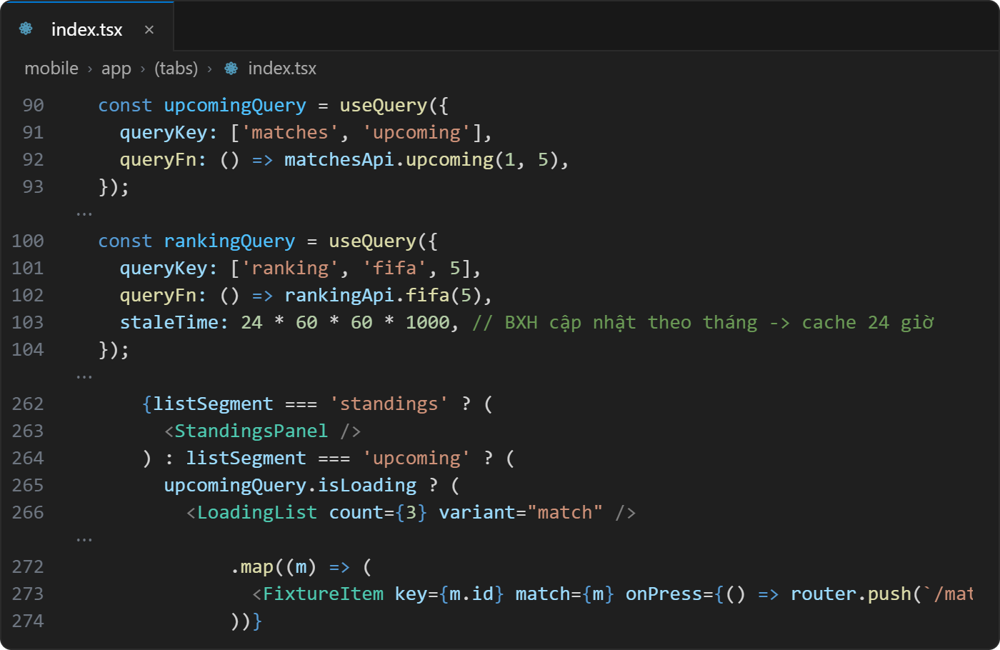 index.tsx ×
mobile › app › (tabs) › index.tsx
90 const upcomingQuery = useQuery({
91 queryKey: ['matches', 'upcoming'],
92 queryFn: () => matchesApi.upcoming(1, 5),
93 });
...
100 const rankingQuery = useQuery({
101 queryKey: ['ranking', 'fifa', 5],
102 queryFn: () => rankingApi.fifa(5),
103 staleTime: 24 * 60 * 60 * 1000, // BXH cập nhật theo tháng -> cache 24 giờ
104 });
...
262 {listSegment === 'standings' ? (
263 <StandingsPanel />
264 ) : listSegment === 'upcoming' ? (
265 upcomingQuery.isLoading ? (
266 <LoadingList count={3} variant="match" />
...
272 .map((m) => (
273 <FixtureItem key={m.id} match={m} onPress={() => router.push(`/mat
274 ))}